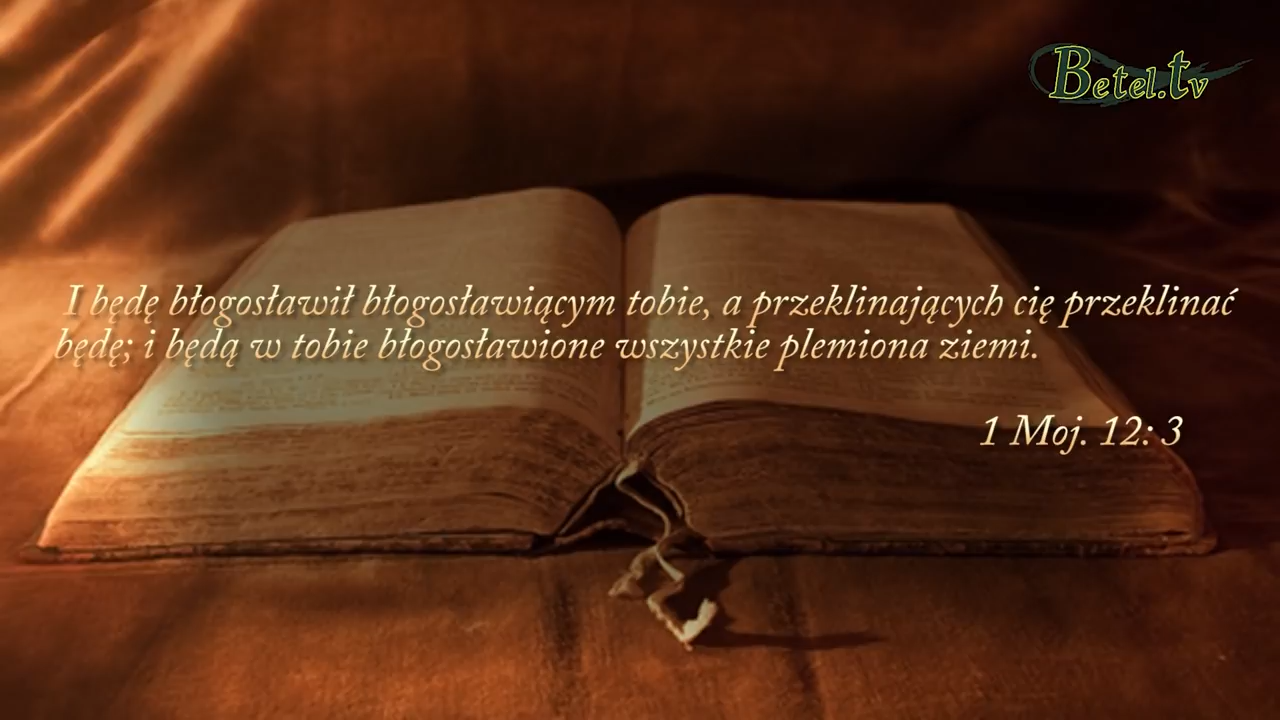 Betel.tv
I będę błogosławił błogosławiącym tobie, a przeklinających cię przeklinać
będę; i będą w tobie błogosławione wszystkie plemiona ziemi.
1 Moj. 12: 3